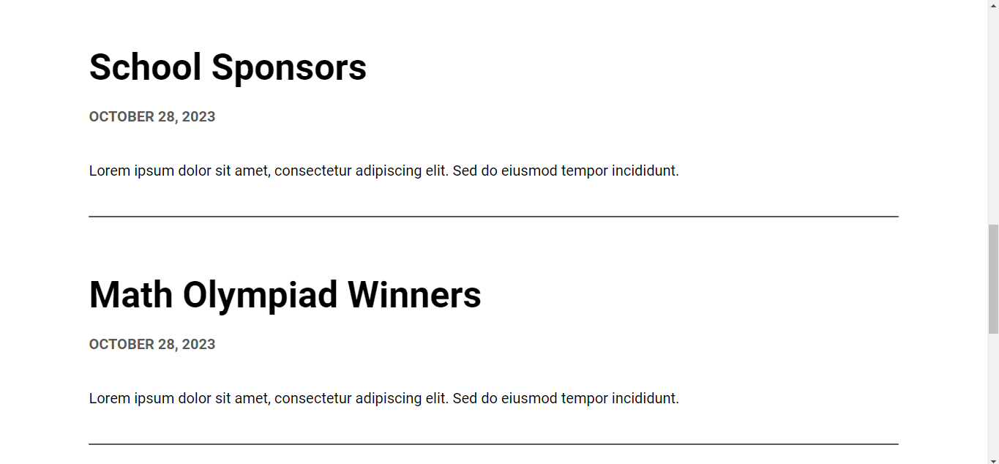 School Sponsors
OCTOBER 28, 2023
Lorem ipsum dolor sit amet, consectetur adipiscing elit. Sed do eiusmod tempor incididunt.
Math Olympiad Winners
OCTOBER 28, 2023
Lorem ipsum dolor sit amet, consectetur adipiscing elit. Sed do eiusmod tempor incididunt.